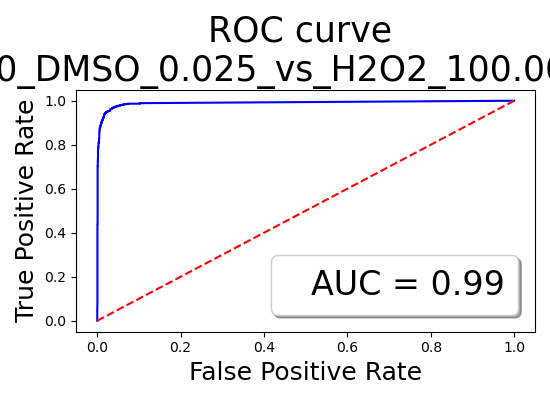 ROC curve
0_DMSO_0.025_vs_H2O2_100.00
True Positive Rate
1.0
0.8
0.6
0.4
0.2
0.0
AUC = 0.99
0.0 0.2 0.4 0.6 0.8 1.0
False Positive Rate